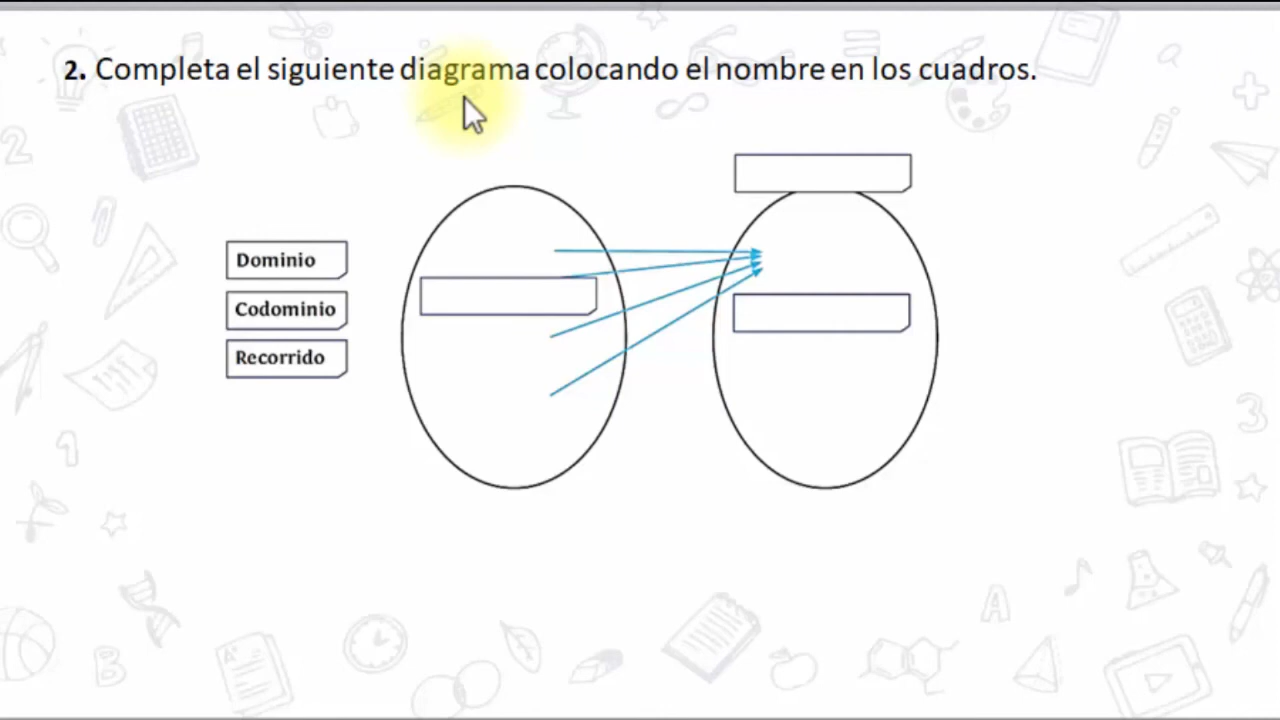 2. Completa el siguiente diagrama colocando el nombre en los cuadros.
Dominio
Codominio
Recorrido